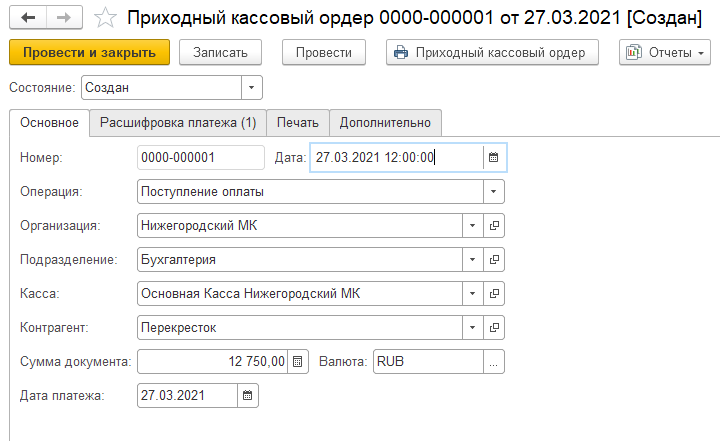 Приходный кассовый ордер 0000-000001 от 27.03.2021 [Создан]
Провести и закрыть Записать Провести Приходный кассовый ордер Отчеты
Состояние: Создан
Основное Расшифровка платежа (1) Печать Дополнительно
Номер: 0000-000001 Дата: 27.03.2021 12:00:00
Операция: Поступление оплаты
Организация: Нижегородский МК
Подразделение: Бухгалтерия
Касса: Основная Касса Нижегородский МК
Контрагент: Перекресток
Сумма документа: 12 750,00 Валюта: RUB ...
Дата платежа: 27.03.2021